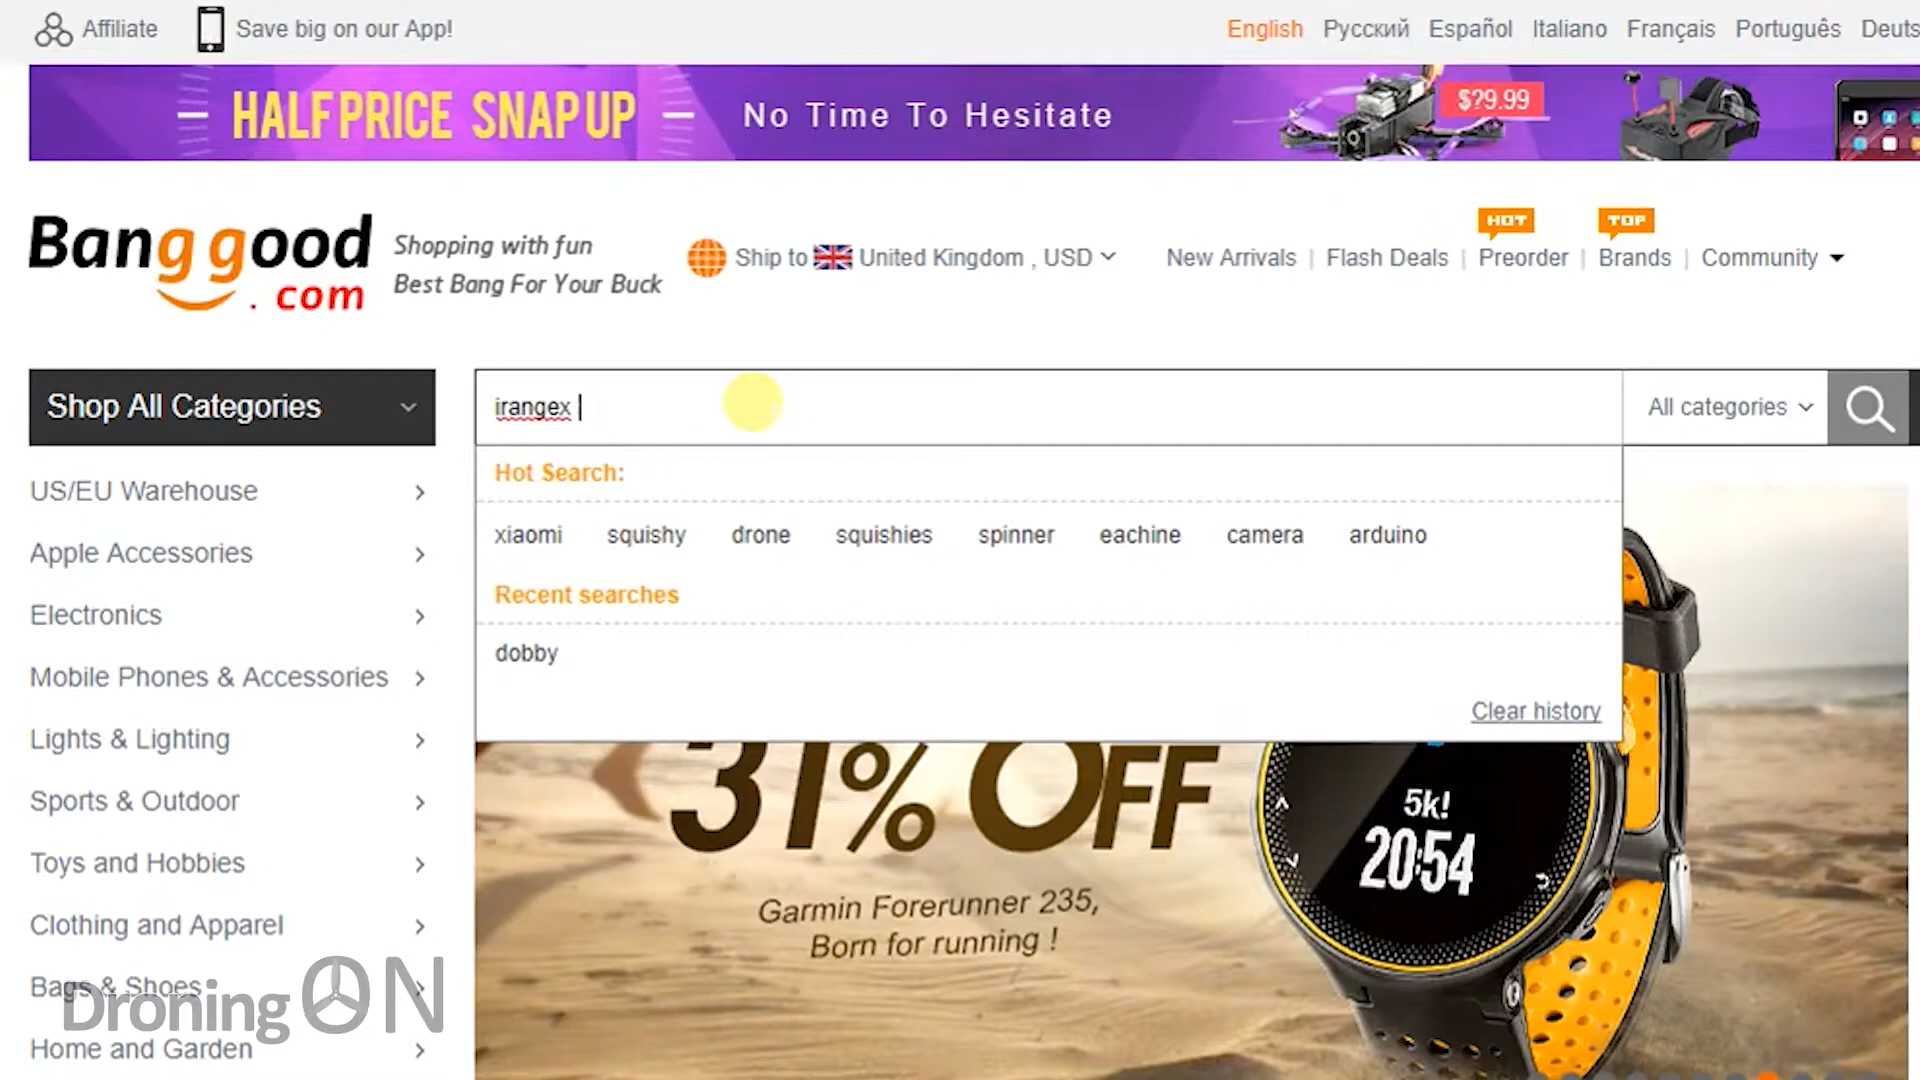 Affiliate
Save big on our App!
English Русский Español Italiano Français Português Deuts
HALF PRICE SNAP UP
No Time To Hesitate
$?9.99
Banggood
.com
Shopping with fun
Best Bang For Your Buck
Ship to United Kingdom , USD
HOT TOP
New Arrivals | Flash Deals | Preorder | Brands | Community
Shop All Categories
irangex
All categories
Hot Search:
xiaomi squishy drone squishies spinner eachine camera arduino
Recent searches
dobby
Clear history
US/EU Warehouse
Apple Accessories
Electronics
Mobile Phones & Accessories
Lights & Lighting
Sports & Outdoor
Toys and Hobbies
Clothing and Apparel
Bags & Shoes
Home and Garden
31% OFF
Garmin Forerunner 235,
Born for running !
5k!
20:54
DroningON